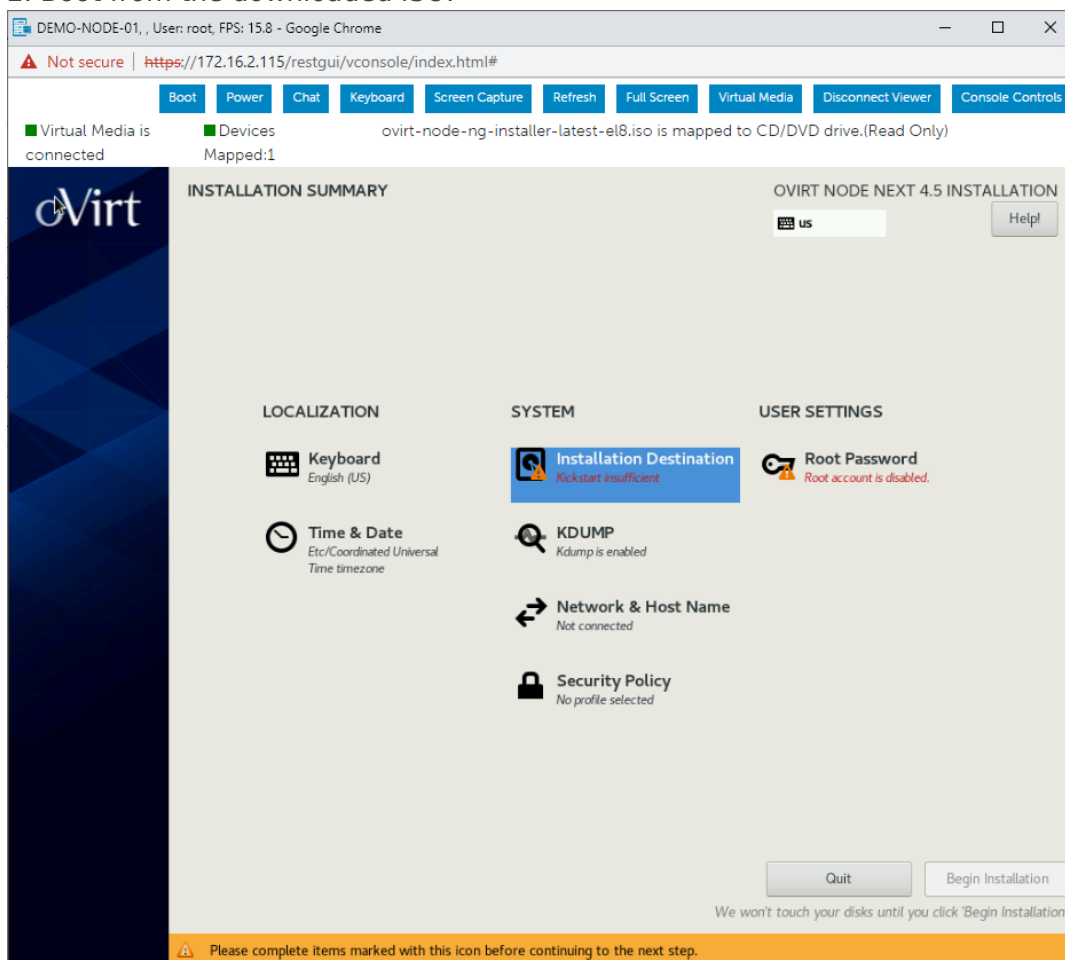 2. Boot from the downloaded ISO.
DEMO-NODE-01, , User: root, FPS: 15.8 - Google Chrome
Not secure | https://172.16.2.115/restgui/vconsole/index.html#
Boot Power Chat Keyboard Screen Capture Refresh Full Screen Virtual Media Disconnect Viewer Console Controls
Virtual Media is connected
Devices Mapped:1
ovirt-node-ng-installer-latest-el8.iso is mapped to CD/DVD drive.(Read Only)
oVirt
INSTALLATION SUMMARY
OVIRT NODE NEXT 4.5 INSTALLATION
us
Help!
LOCALIZATION
Keyboard
English (US)
Time & Date
Etc/Coordinated Universal
Time timezone
SYSTEM
Installation Destination
Kickstart insufficient
KDUMP
Kdump is enabled
Network & Host Name
Not connected
Security Policy
No profile selected
USER SETTINGS
Root Password
Root account is disabled.
Quit
Begin Installation
We won't touch your disks until you click 'Begin Installation
Please complete items marked with this icon before continuing to the next step.